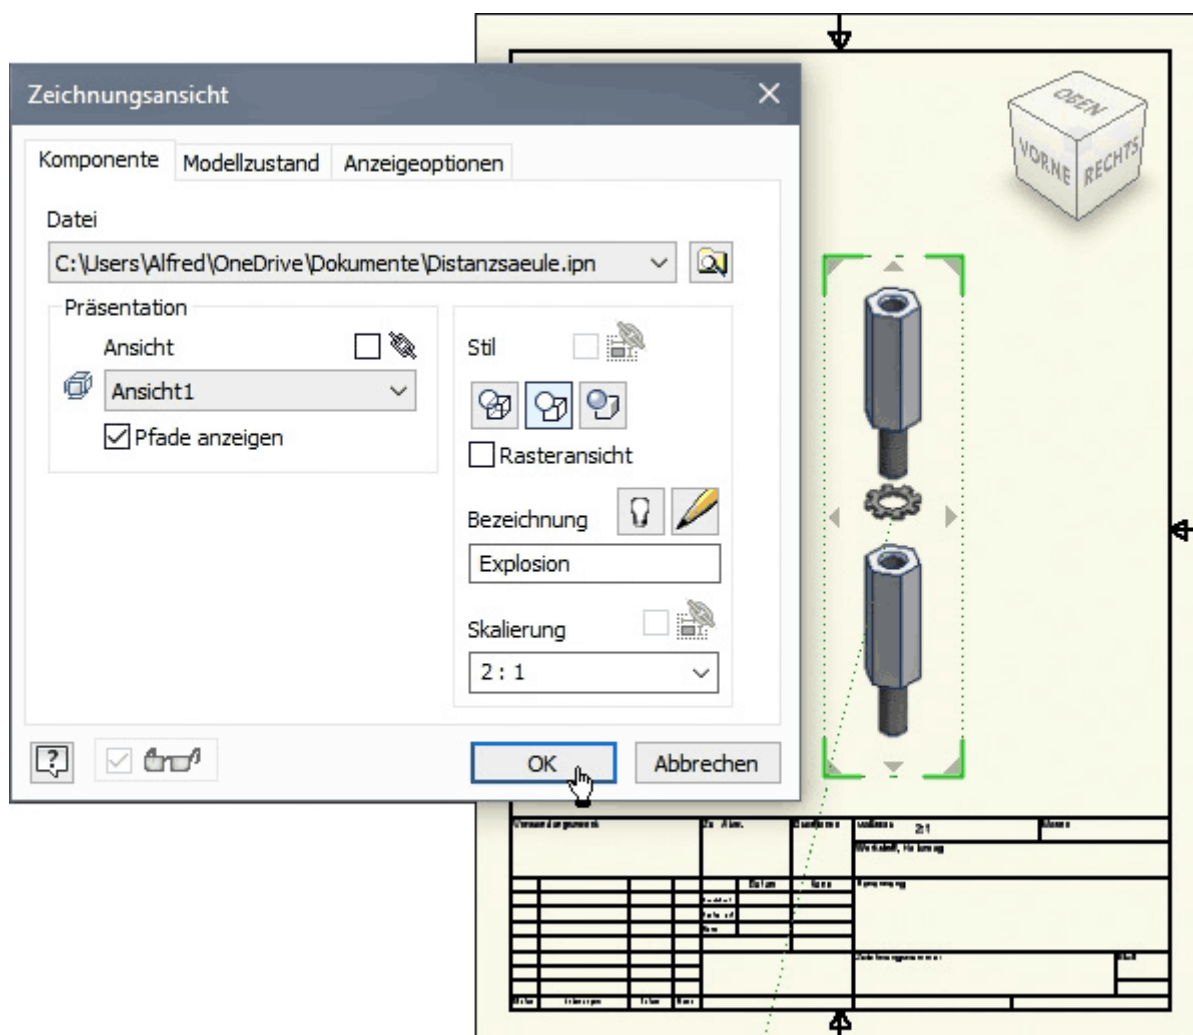 Zeichnungsansicht
Komponente
Modellzustand
Anzeigeoptionen
Datei
C:\Users\Alfred\OneDrive\Dokumente\Distanzsaeule.ipn
Präsentation
Ansicht
Ansicht1
Pfade anzeigen
Stil
Rasteransicht
Bezeichnung
Explosion
Skalierung
2 : 1
OK
Abbrechen
OBEN
VORNE
RECHTS
2:1